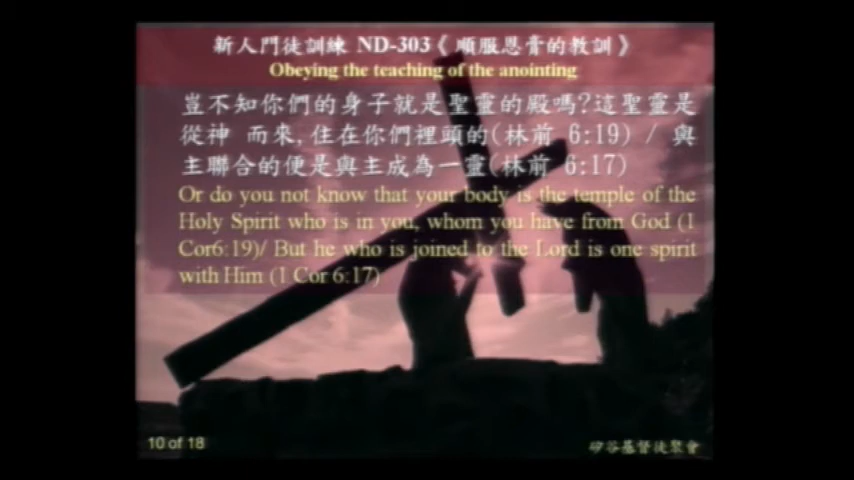 新人門徒訓練 ND-303《順服恩膏的教訓》
Obeying the teaching of the anointing
豈不知你們的身子就是聖靈的殿嗎?這聖靈是
從神 而來,住在你們裡頭的(林前 6:19) / 與
主聯合的便是與主成為一靈(林前 6:17)
Or do you not know that your body is the temple of the
Holy Spirit who is in you, whom you have from God (1
Cor6:19)/ But he who is joined to the Lord is one spirit
with Him (1 Cor 6:17)
10 of 18
矽谷基督徒聚會